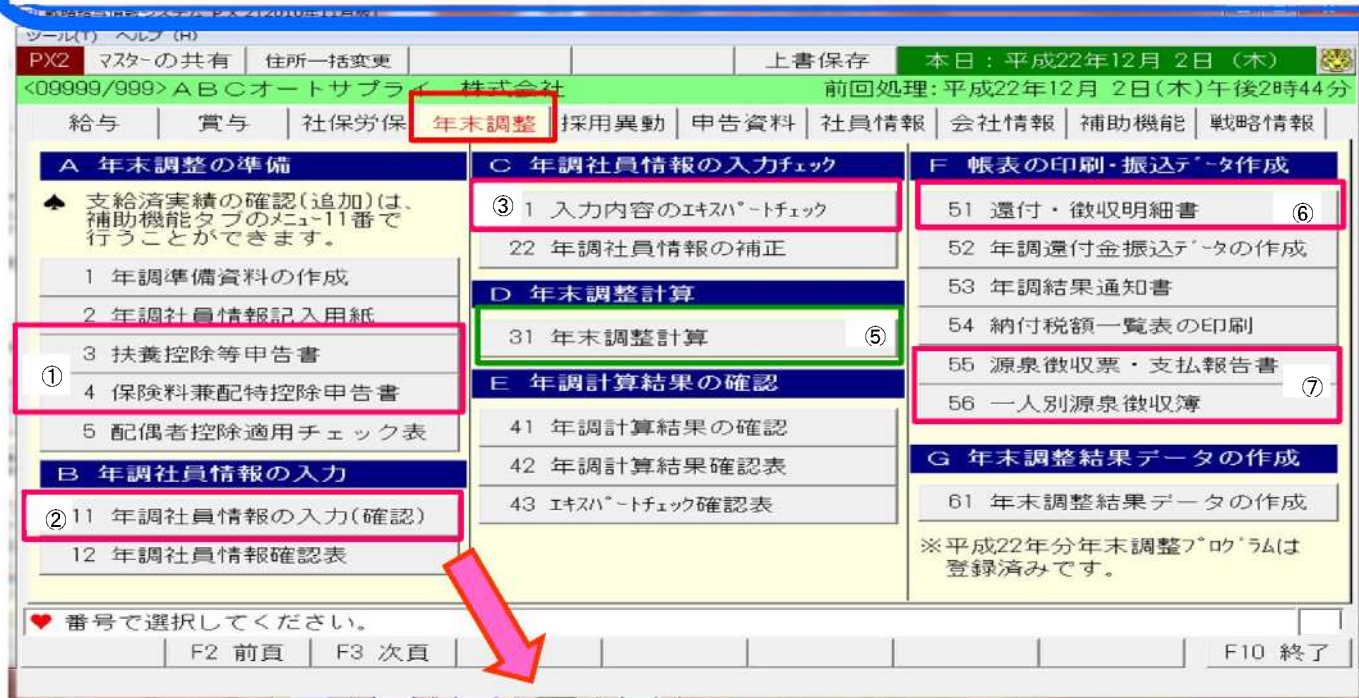 ツール(T) ヘルプ(H)
PX2 マスターの共有 住所一括変更 上書保存 本日：平成22年12月 2日 (木)
<09999/999>ＡＢＣオートサプライ 株式会社 前回処理:平成22年12月 2日(木)午後2時44分
給与 賞与 社保労保 年末調整 採用異動 申告資料 社員情報 会社情報 補助機能 戦略情報
A 年末調整の準備
♠ 支給済実績の確認(追加)は、
補助機能タブのﾒﾆｭｰ11番で
行うことができます。
1 年調準備資料の作成
2 年調社員情報記入用紙
① 3 扶養控除等申告書
4 保険料兼配特控除申告書
5 配偶者控除適用チェック表
B 年調社員情報の入力
② 11 年調社員情報の入力(確認)
12 年調社員情報確認表
C 年調社員情報の入力ﾁｪｯｸ
③ 1 入力内容のｴｷｽﾊﾟｰﾄﾁｪｯｸ
22 年調社員情報の補正
D 年末調整計算
31 年末調整計算 ⑤
E 年調計算結果の確認
41 年調計算結果の確認
42 年調計算結果確認表
43 ｴｷｽﾊﾟｰﾄﾁｪｯｸ確認表
F 帳表の印刷・振込ﾃﾞｰﾀ作成
51 還付・徴収明細書 ⑥
52 年調還付金振込ﾃﾞｰﾀの作成
53 年調結果通知書
54 納付税額一覧表の印刷
55 源泉徴収票・支払報告書 ⑦
56 一人別源泉徴収簿
G 年末調整結果データの作成
61 年末調整結果データの作成
※平成22年分年末調整ﾌﾟﾛｸﾞﾗﾑは
登録済みです。
♥ 番号で選択してください。
F2 前頁 F3 次頁 F10 終了